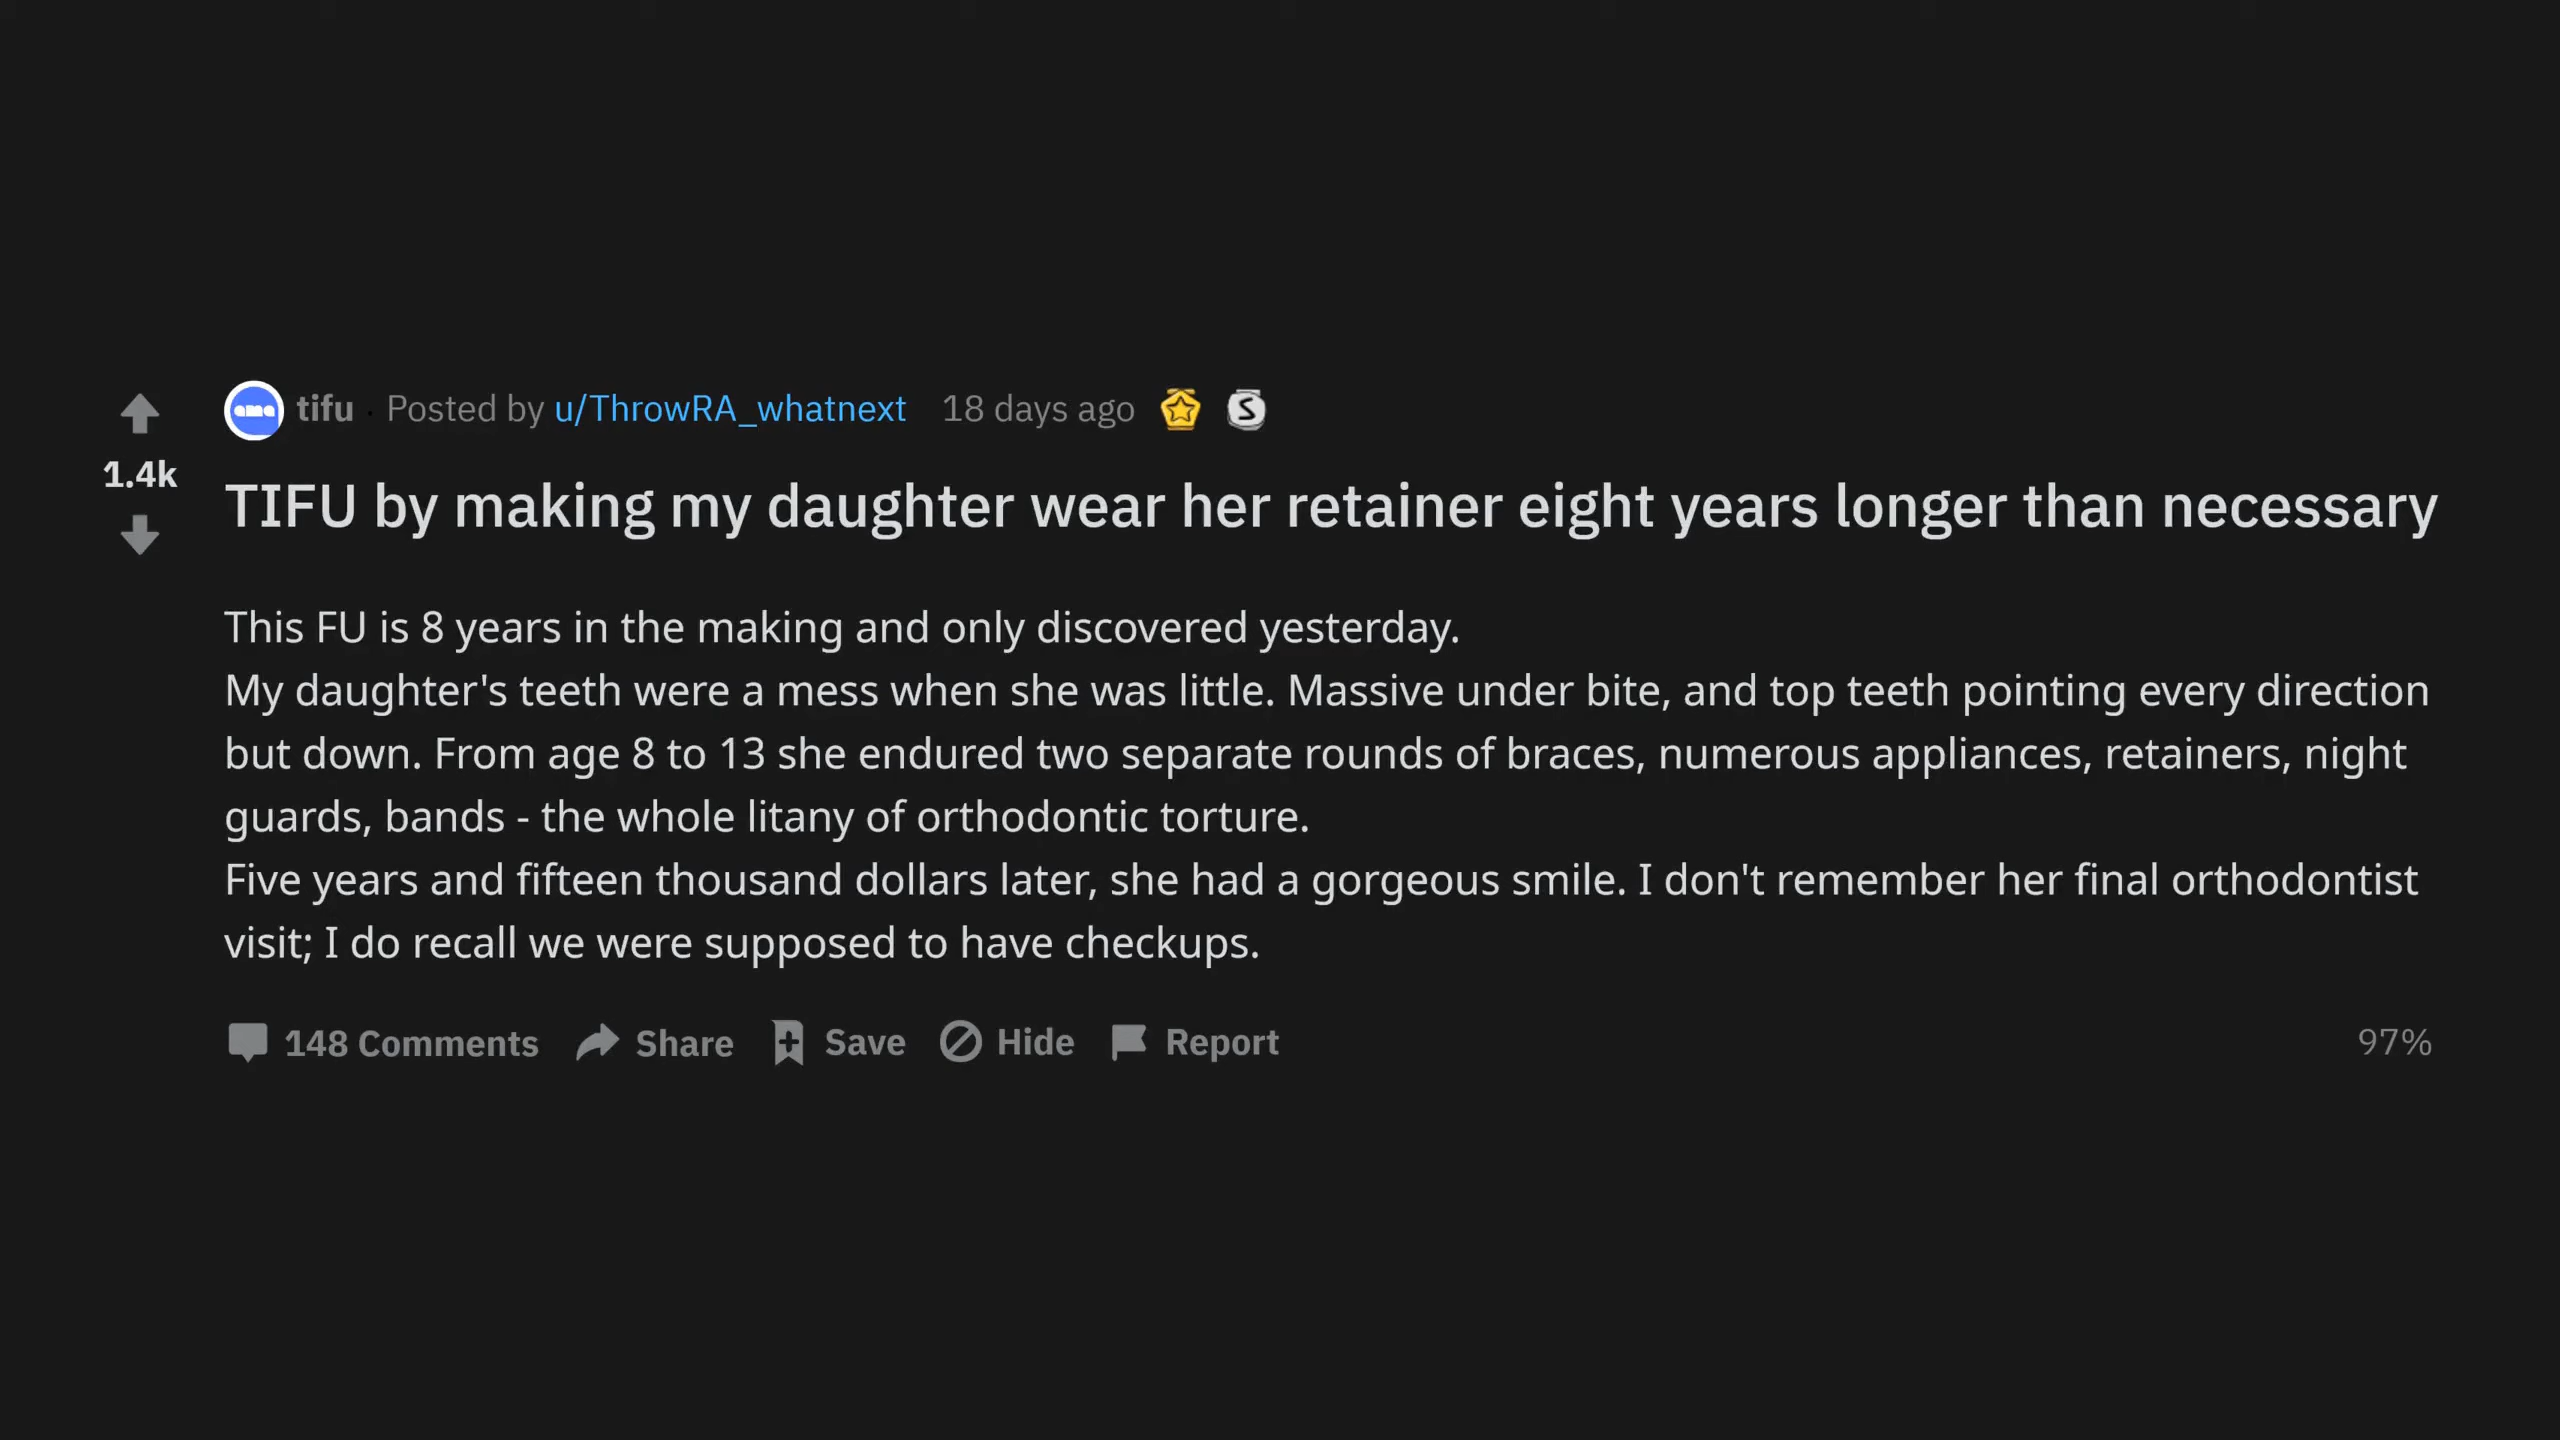 ama tifu · Posted by u/ThrowRA_whatnext 18 days ago S
1.4k
TIFU by making my daughter wear her retainer eight years longer than necessary
This FU is 8 years in the making and only discovered yesterday.
My daughter's teeth were a mess when she was little. Massive under bite, and top teeth pointing every direction
but down. From age 8 to 13 she endured two separate rounds of braces, numerous appliances, retainers, night
guards, bands - the whole litany of orthodontic torture.
Five years and fifteen thousand dollars later, she had a gorgeous smile. I don't remember her final orthodontist
visit; I do recall we were supposed to have checkups.
148 Comments Share Save Hide Report 97%